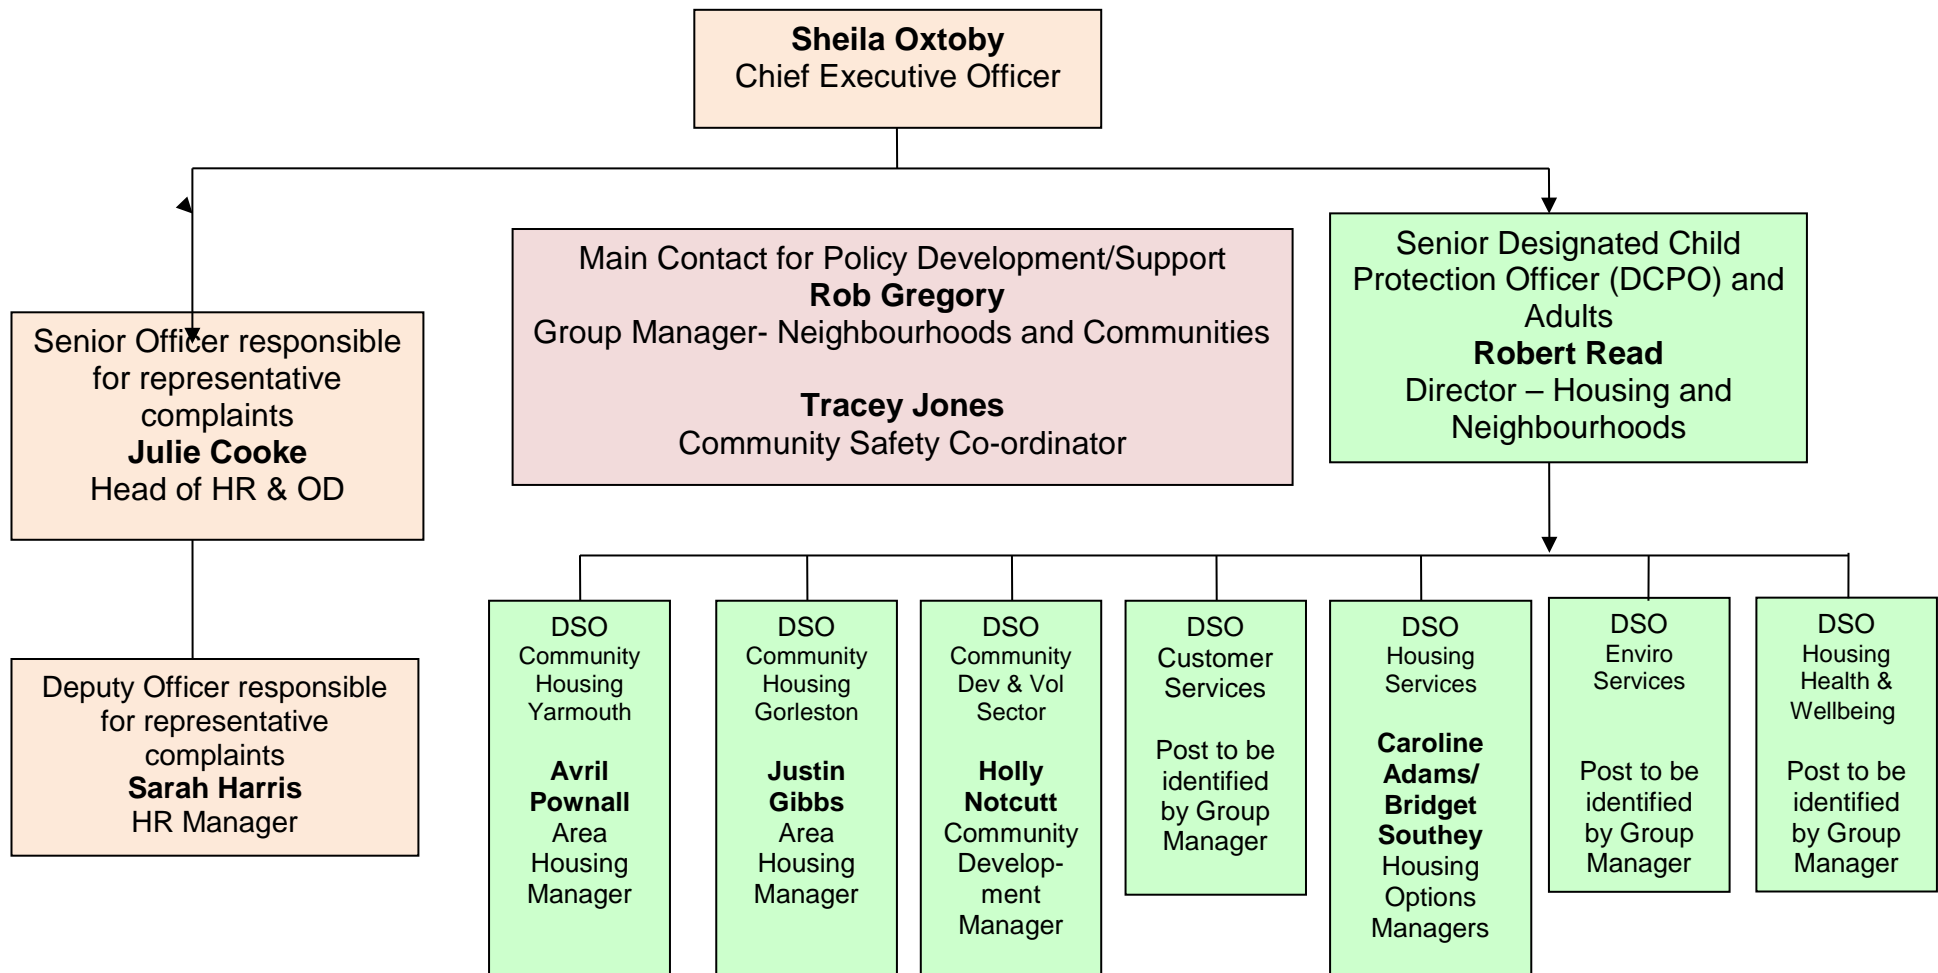 Sheila Oxtoby
Chief Executive Officer
Senior Officer responsible
for representative
complaints
Julie Cooke
Head of HR & OD
Main Contact for Policy Development/Support
Rob Gregory
Group Manager- Neighbourhoods and Communities
Tracey Jones
Community Safety Co-ordinator
Senior Designated Child
Protection Officer (DCPO) and
Adults
Robert Read
Director – Housing and
Neighbourhoods
Deputy Officer responsible
for representative
complaints
Sarah Harris
HR Manager
DSO
Community
Housing
Yarmouth
Avril
Pownall
Area
Housing
Manager
DSO
Community
Housing
Gorleston
Justin
Gibbs
Area
Housing
Manager
DSO
Community
Dev & Vol
Sector
Holly
Notcutt
Community
Develop-
ment
Manager
DSO
Customer
Services
Post to be
identified
by Group
Manager
DSO
Housing
Services
Caroline
Adams/
Bridget
Southey
Housing
Options
Managers
DSO
Enviro
Services
Post to be
identified
by Group
Manager
DSO
Housing
Health &
Wellbeing
Post to be
identified
by Group
Manager